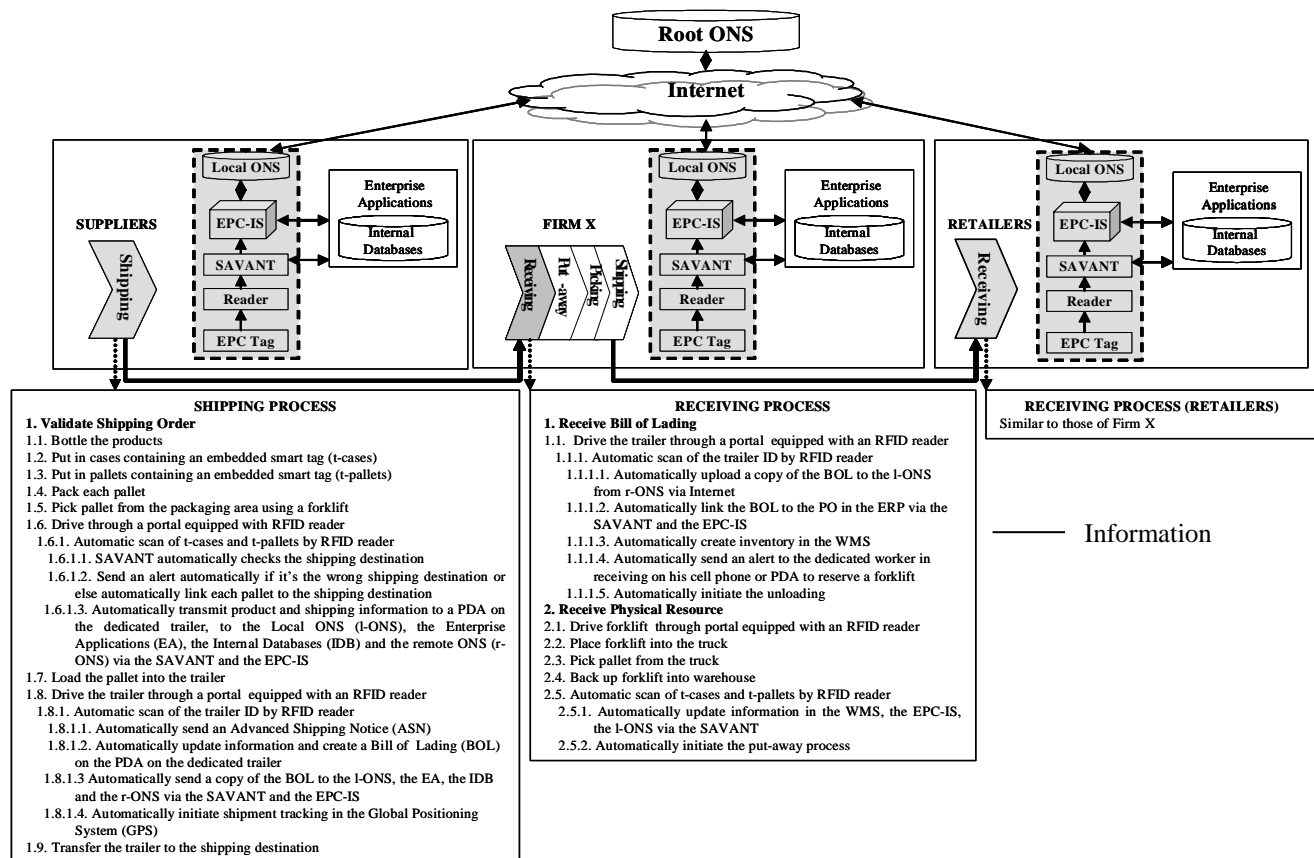 Root ONS
Internet
SUPPLIERS
Shipping
Local ONS
EPC-IS
SAVANT
Reader
EPC Tag
Enterprise
Applications
Internal
Databases
FIRM X
Receiving
Put -away
Picking
Shipping
Local ONS
EPC-IS
SAVANT
Reader
EPC Tag
Enterprise
Applications
Internal
Databases
RETAILERS
Receiving
Local ONS
EPC-IS
SAVANT
Reader
EPC Tag
Enterprise
Applications
Internal
Databases
SHIPPING PROCESS
1. Validate Shipping Order
1.1. Bottle the products
1.2. Put in cases containing an embedded smart tag (t-cases)
1.3. Put in pallets containing an embedded smart tag (t-pallets)
1.4. Pack each pallet
1.5. Pick pallet from the packaging area using a forklift
1.6. Drive through a portal equipped with RFID reader
1.6.1. Automatic scan of t-cases and t-pallets by RFID reader
1.6.1.1. SAVANT automatically checks the shipping destination
1.6.1.2. Send an alert automatically if it's the wrong shipping destination or
else automatically link each pallet to the shipping destination
1.6.1.3. Automatically transmit product and shipping information to a PDA on
the dedicated trailer, to the Local ONS (l-ONS), the Enterprise
Applications (EA), the Internal Databases (IDB) and the remote ONS (r-
ONS) via the SAVANT and the EPC-IS
1.7. Load the pallet into the trailer
1.8. Drive the trailer through a portal equipped with an RFID reader
1.8.1. Automatic scan of the trailer ID by RFID reader
1.8.1.1. Automatically send an Advanced Shipping Notice (ASN)
1.8.1.2. Automatically update information and create a Bill of Lading (BOL)
on the PDA on the dedicated trailer
1.8.1.3 Automatically send a copy of the BOL to the l-ONS, the EA, the IDB
and the r-ONS via the SAVANT and the EPC-IS
1.8.1.4. Automatically initiate shipment tracking in the Global Positioning
System (GPS)
1.9. Transfer the trailer to the shipping destination
RECEIVING PROCESS
1. Receive Bill of Lading
1.1. Drive the trailer through a portal equipped with an RFID reader
1.1.1. Automatic scan of the trailer ID by RFID reader
1.1.1.1. Automatically upload a copy of the BOL to the l-ONS
from r-ONS via Internet
1.1.1.2. Automatically link the BOL to the PO in the ERP via the
SAVANT and the EPC-IS
1.1.1.3. Automatically create inventory in the WMS
1.1.1.4. Automatically send an alert to the dedicated worker in
receiving on his cell phone or PDA to reserve a forklift
1.1.1.5. Automatically initiate the unloading
2. Receive Physical Resource
2.1. Drive forklift through portal equipped with an RFID reader
2.2. Place forklift into the truck
2.3. Pick pallet from the truck
2.4. Back up forklift into warehouse
2.5. Automatic scan of t-cases and t-pallets by RFID reader
2.5.1. Automatically update information in the WMS, the EPC-IS,
the l-ONS via the SAVANT
2.5.2. Automatically initiate the put-away process
RECEIVING PROCESS (RETAILERS)
Similar to those of Firm X
Information